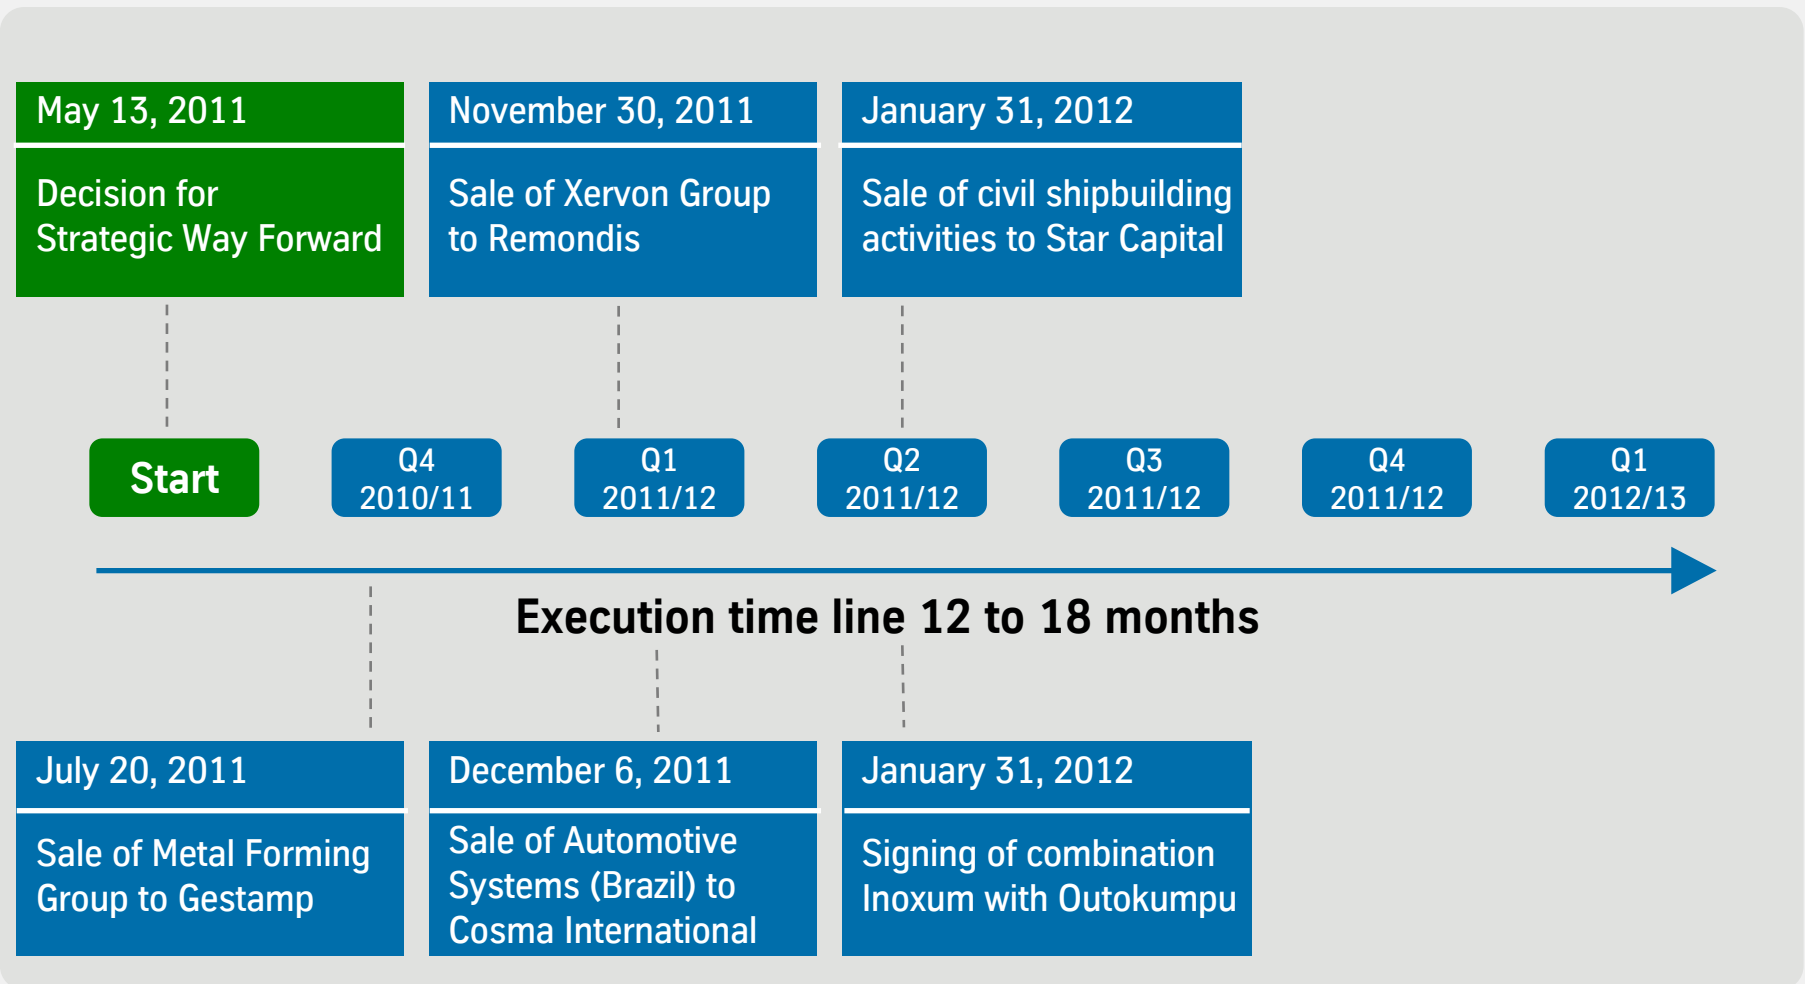 May 13, 2011
Decision for
Strategic Way Forward
November 30, 2011
Sale of Xervon Group
to Remondis
January 31, 2012
Sale of civil shipbuilding
activities to Star Capital
Start
Q4
2010/11
Q1
2011/12
Q2
2011/12
Q3
2011/12
Q4
2011/12
Q1
2012/13
Execution time line 12 to 18 months
July 20, 2011
Sale of Metal Forming
Group to Gestamp
December 6, 2011
Sale of Automotive
Systems (Brazil) to
Cosma International
January 31, 2012
Signing of combination
Inoxum with Outokumpu